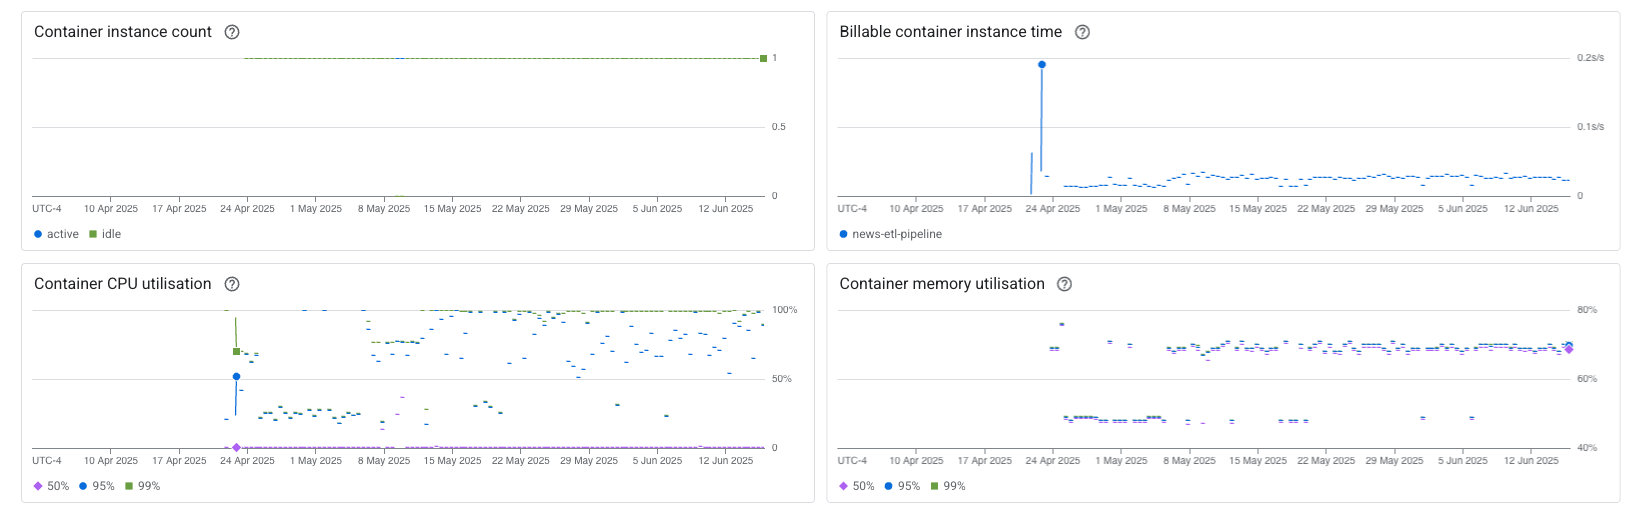 Container instance count
1
0.5
0
UTC-4 10 Apr 2025 17 Apr 2025 24 Apr 2025 1 May 2025 8 May 2025 15 May 2025 22 May 2025 29 May 2025 5 Jun 2025 12 Jun 2025
active idle
Billable container instance time
0.2s/s
0.1s/s
0
UTC-4 10 Apr 2025 17 Apr 2025 24 Apr 2025 1 May 2025 8 May 2025 15 May 2025 22 May 2025 29 May 2025 5 Jun 2025 12 Jun 2025
news-etl-pipeline
Container CPU utilisation
100%
50%
0
UTC-4 10 Apr 2025 17 Apr 2025 24 Apr 2025 1 May 2025 8 May 2025 15 May 2025 22 May 2025 29 May 2025 5 Jun 2025 12 Jun 2025
50% 95% 99%
Container memory utilisation
80%
60%
40%
UTC-4 10 Apr 2025 17 Apr 2025 24 Apr 2025 1 May 2025 8 May 2025 15 May 2025 22 May 2025 29 May 2025 5 Jun 2025 12 Jun 2025
50% 95% 99%